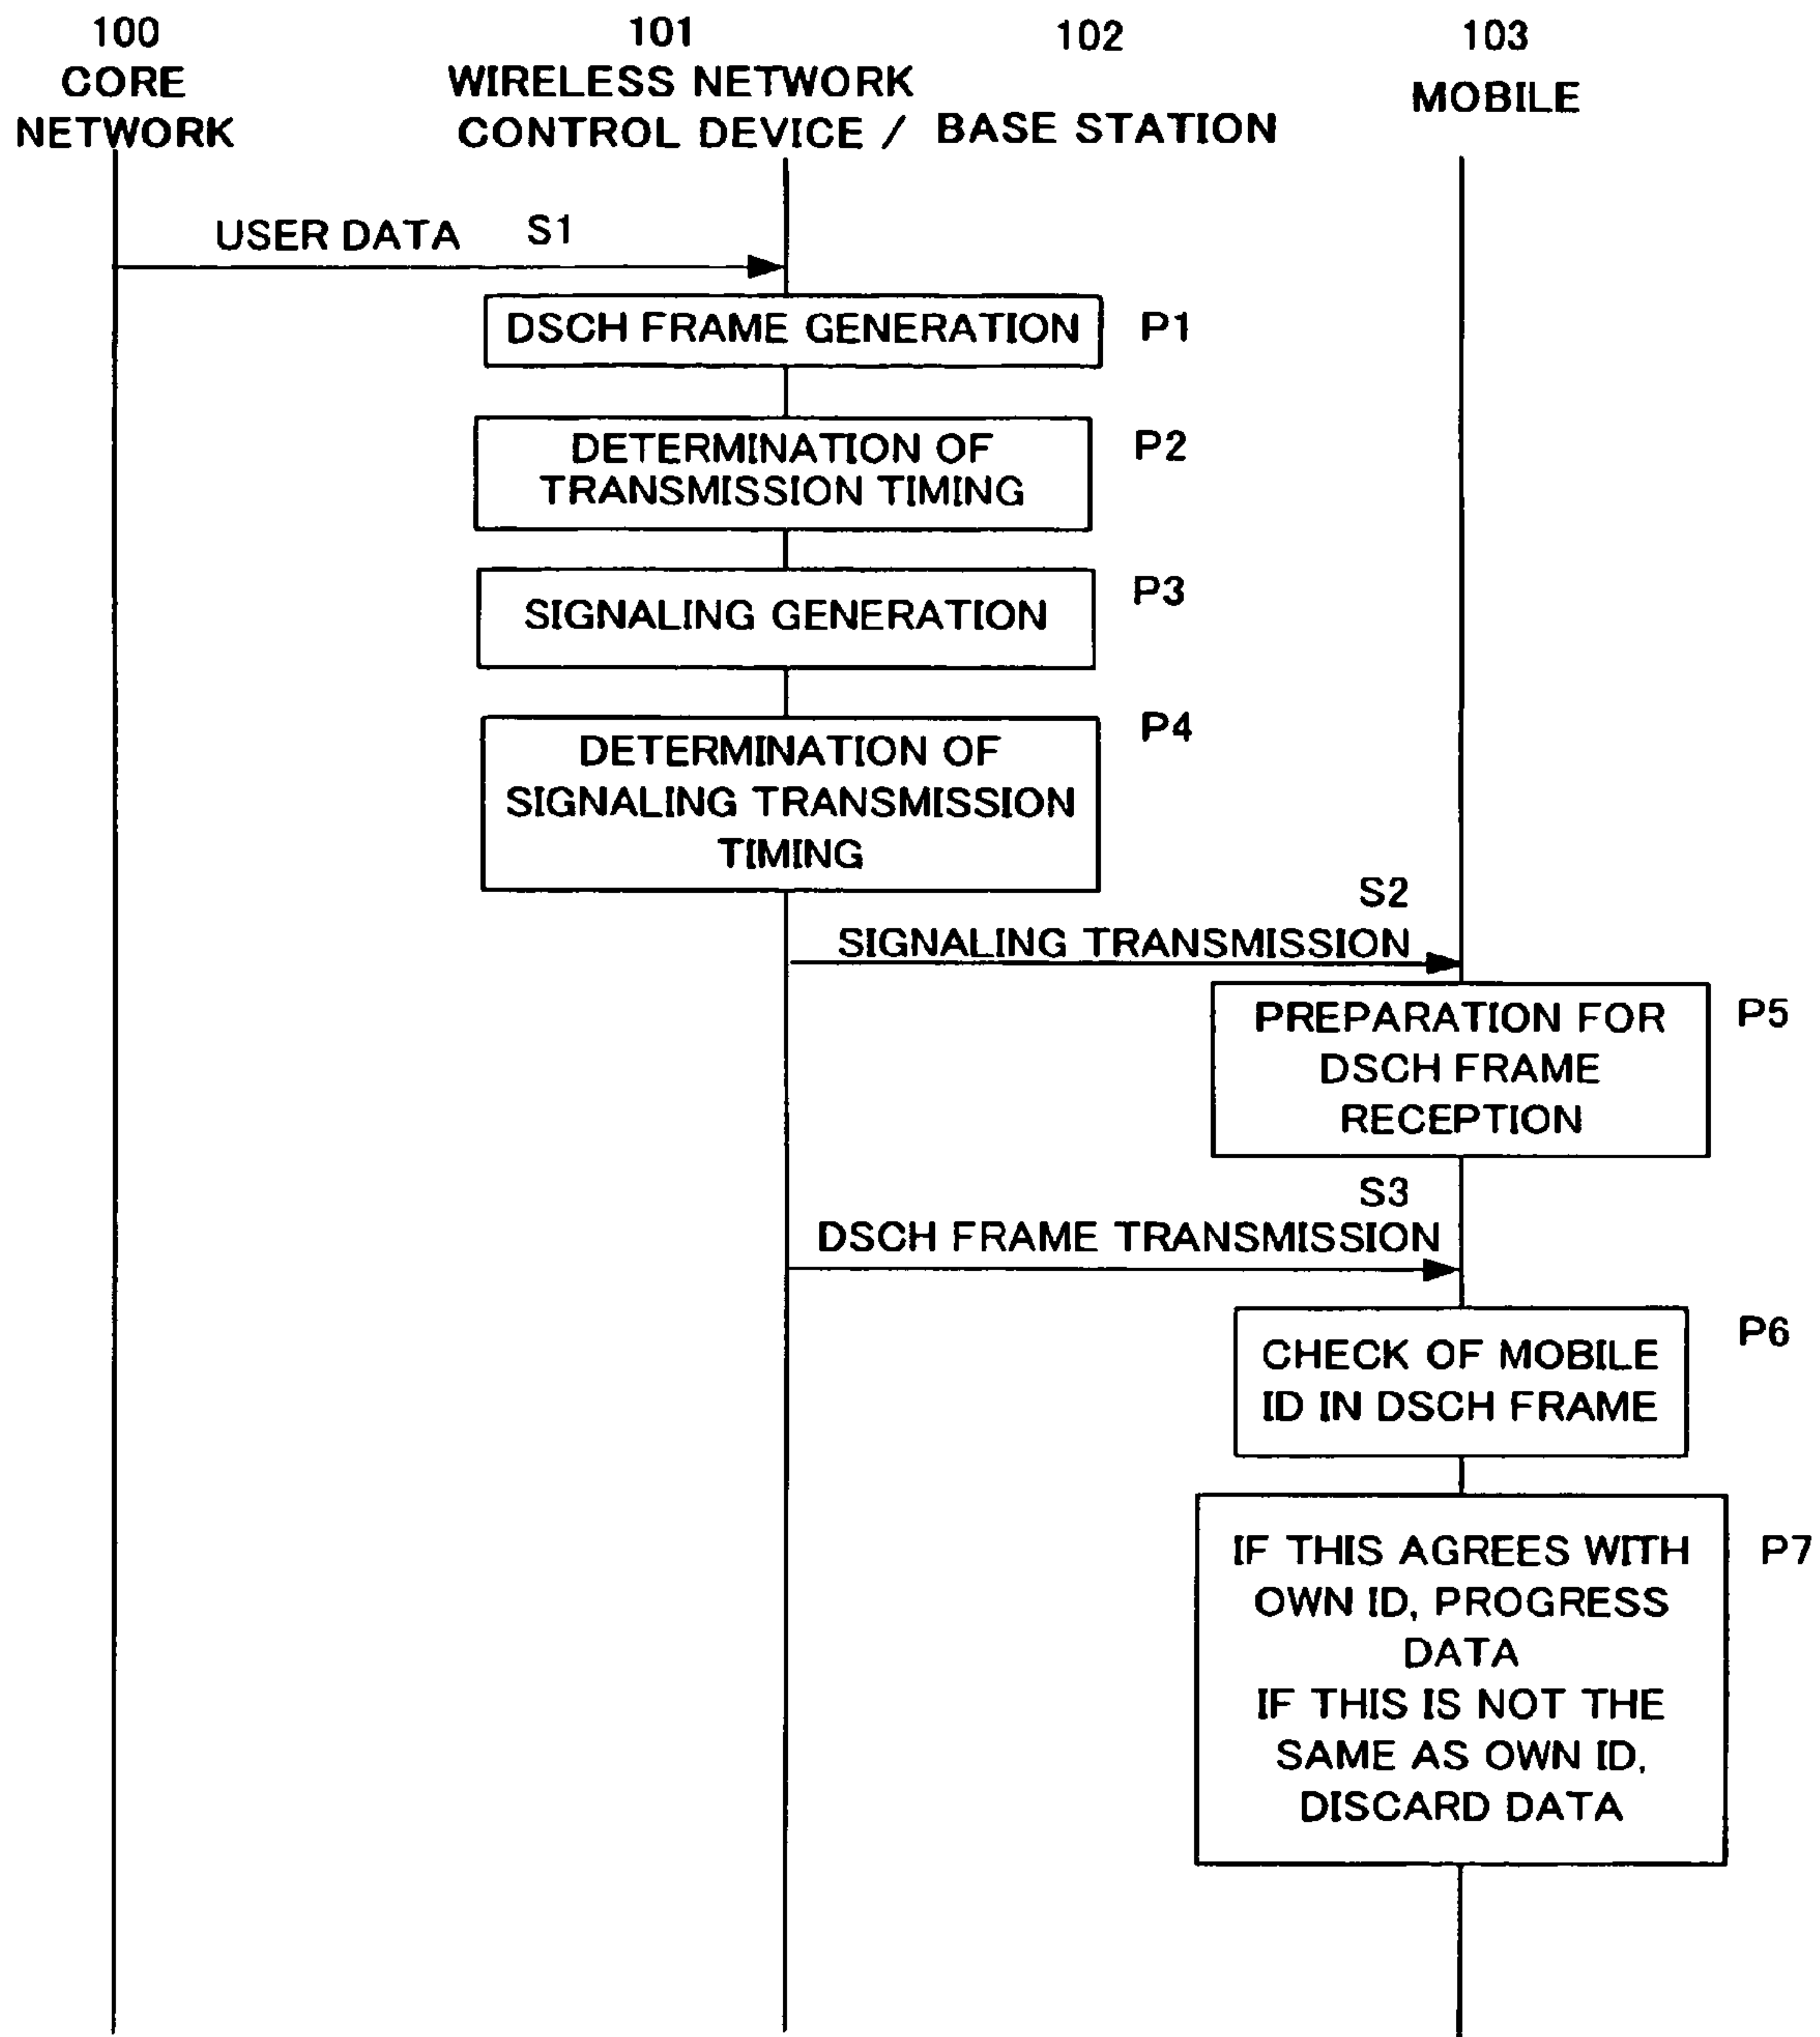 100
CORE
NETWORK
101
WIRELESS NETWORK
CONTROL DEVICE /
102
BASE STATION
103
MOBILE
USER DATA S1
DSCH FRAME GENERATION P1
DETERMINATION OF
TRANSMISSION TIMING
P2
SIGNALING GENERATION
P3
DETERMINATION OF
SIGNALING TRANSMISSION
TIMING
P4
S2
SIGNALING TRANSMISSION
PREPARATION FOR
DSCH FRAME
RECEPTION
P5
S3
DSCH FRAME TRANSMISSION
CHECK OF MOBILE
ID IN DSCH FRAME
P6
IF THIS AGREES WITH
OWN ID, PROGRESS
DATA
IF THIS IS NOT THE
SAME AS OWN ID,
DISCARD DATA
P7